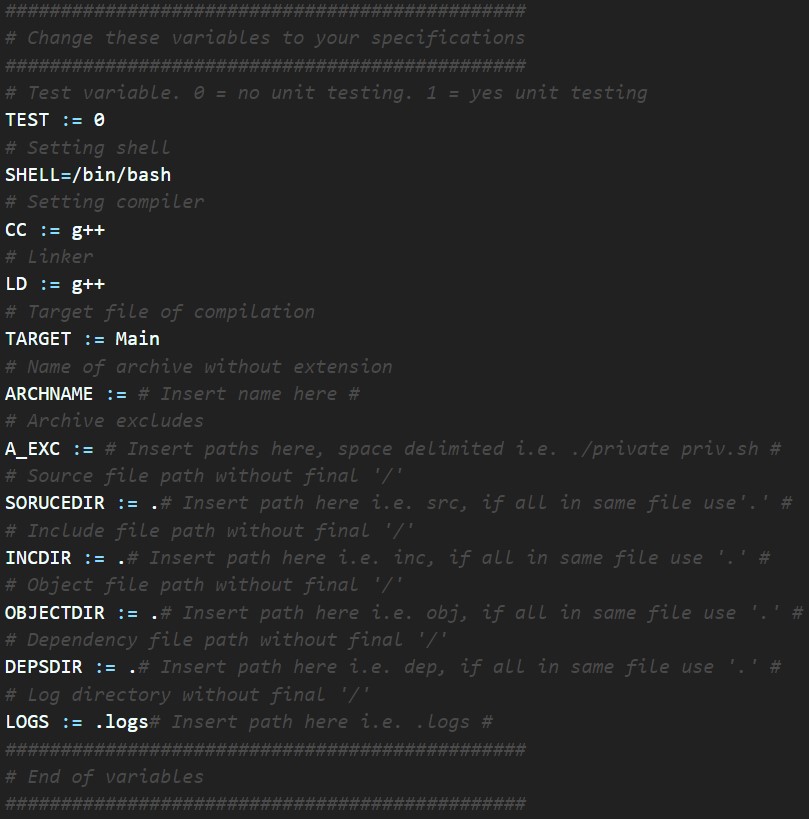 ###############################################
# Change these variables to your specifications
###############################################
# Test variable. 0 = no unit testing. 1 = yes unit testing
TEST := 0
# Setting shell
SHELL=/bin/bash
# Setting compiler
CC := g++
# Linker
LD := g++
# Target file of compilation
TARGET := Main
# Name of archive without extension
ARCHNAME := # Insert name here #
# Archive excludes
A_EXC := # Insert paths here, space delimited i.e. ./private priv.sh #
# Source file path without final '/'
SORUCEDIR := .# Insert path here i.e. src, if all in same file use'.' #
# Include file path without final '/'
INCDIR := .# Insert path here i.e. inc, if all in same file use '.' #
# Object file path without final '/'
OBJECTDIR := .# Insert path here i.e. obj, if all in same file use '.' #
# Dependency file path without final '/'
DEPSDIR := .# Insert path here i.e. dep, if all in same file use '.' #
# Log directory without final '/'
LOGS := .logs# Insert path here i.e. .logs #
###############################################
# End of variables
###############################################